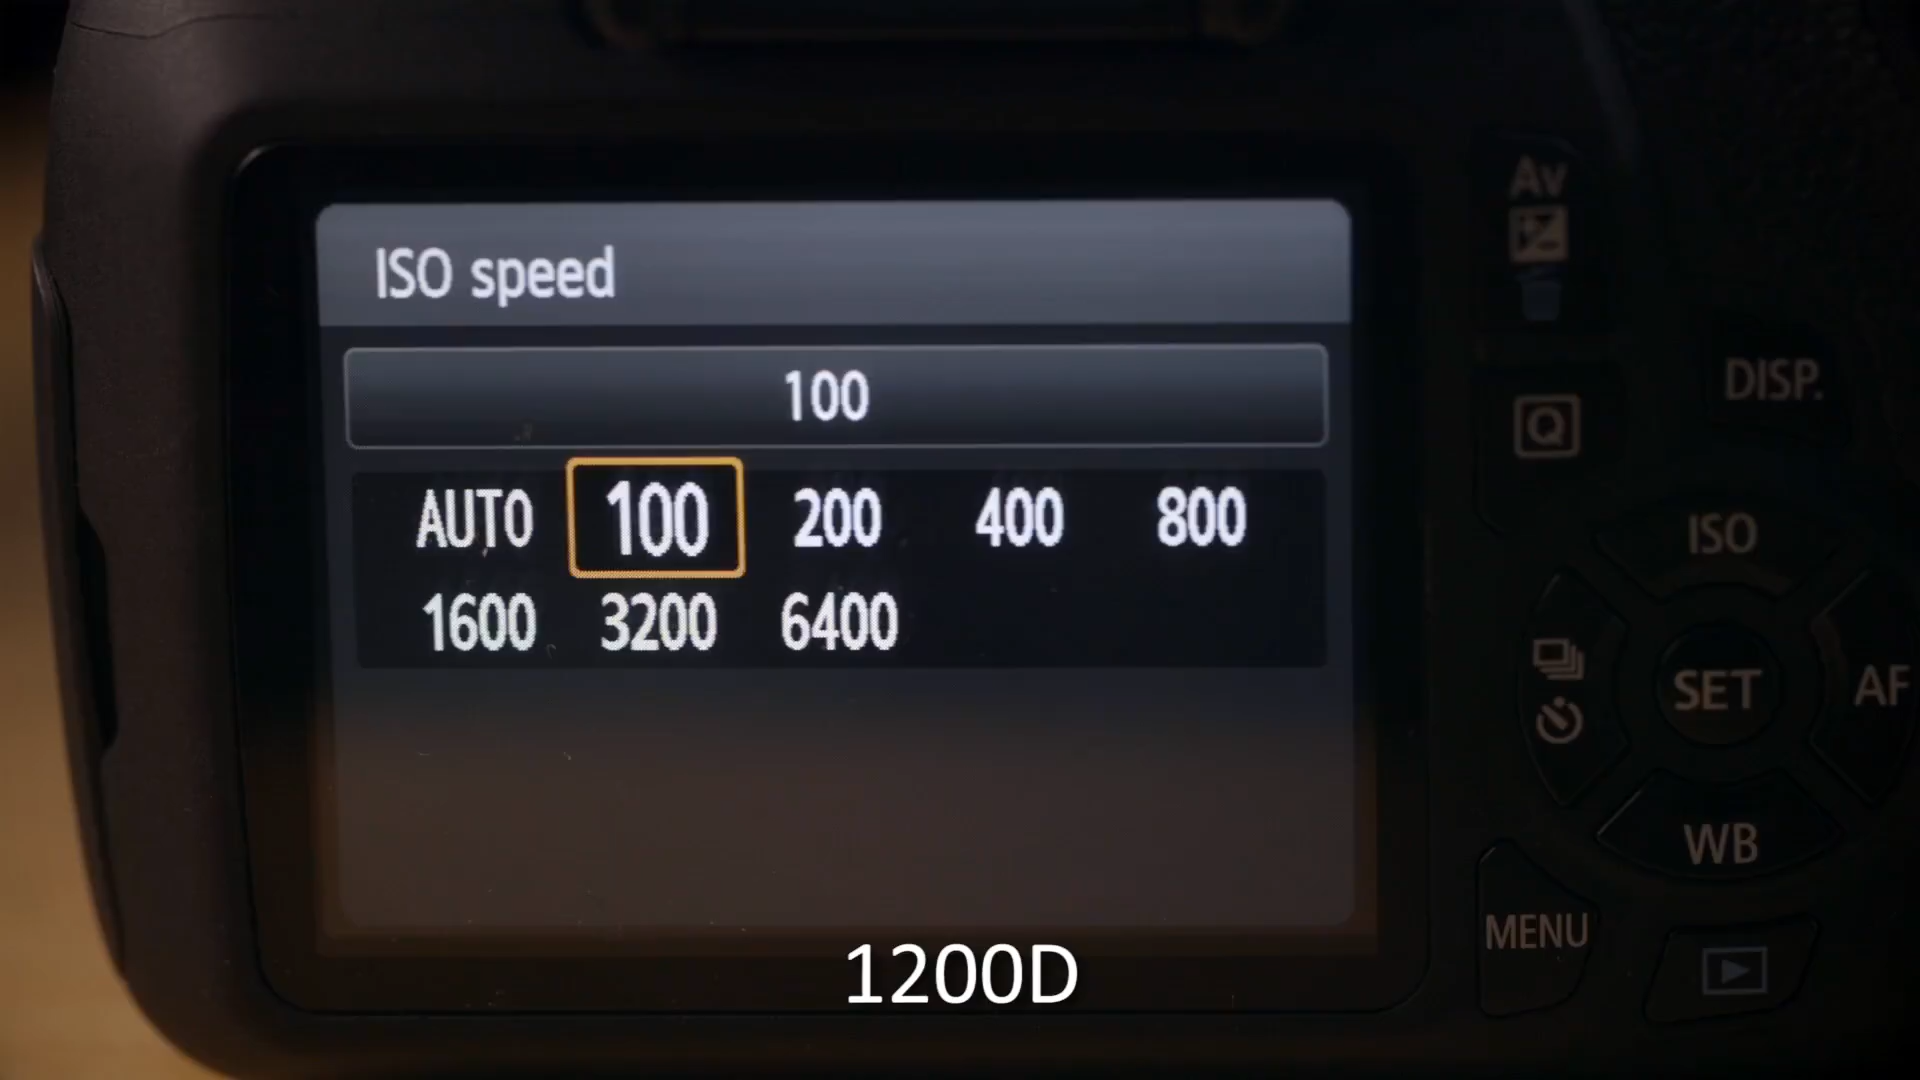 ISO speed
100
AUTO 100 200 400 800
1600 3200 6400
Av
Q
DISP.
ISO
SET
AF
WB
MENU
1200D